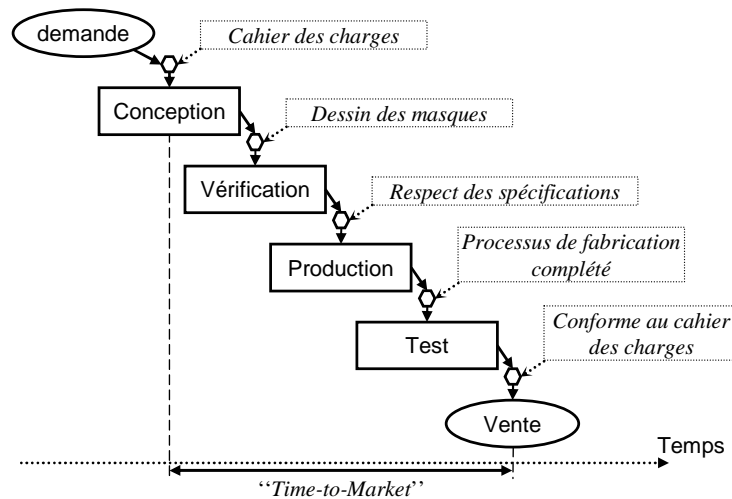 demande
Cahier des charges
Conception
Dessin des masques
Vérification
Respect des spécifications
Production
Processus de fabrication
complété
Test
Conforme au cahier
des charges
Vente
Temps
‘‘Time-to-Market’’